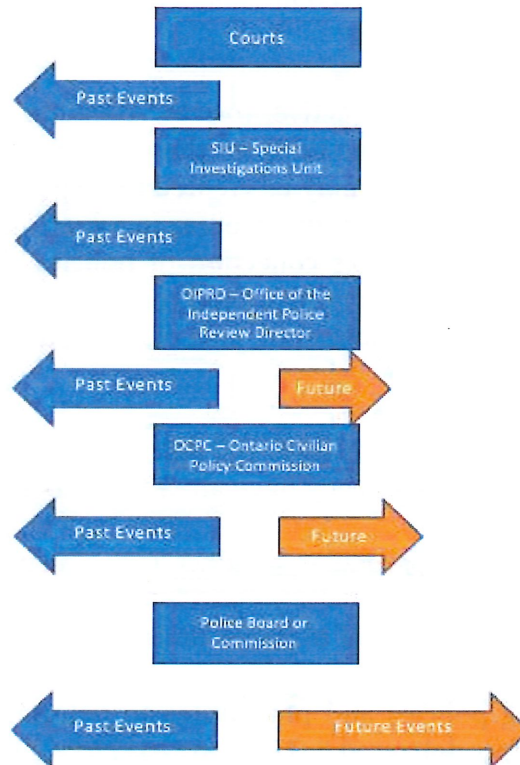 Courts
Past Events
SIU – Special
Investigations Unit
Past Events
OIPRD – Office of the
Independent Police
Review Director
Past Events
Future
OCPC – Ontario Civilian
Policy Commission
Past Events
Future
Police Board or
Commission
Past Events
Future Events